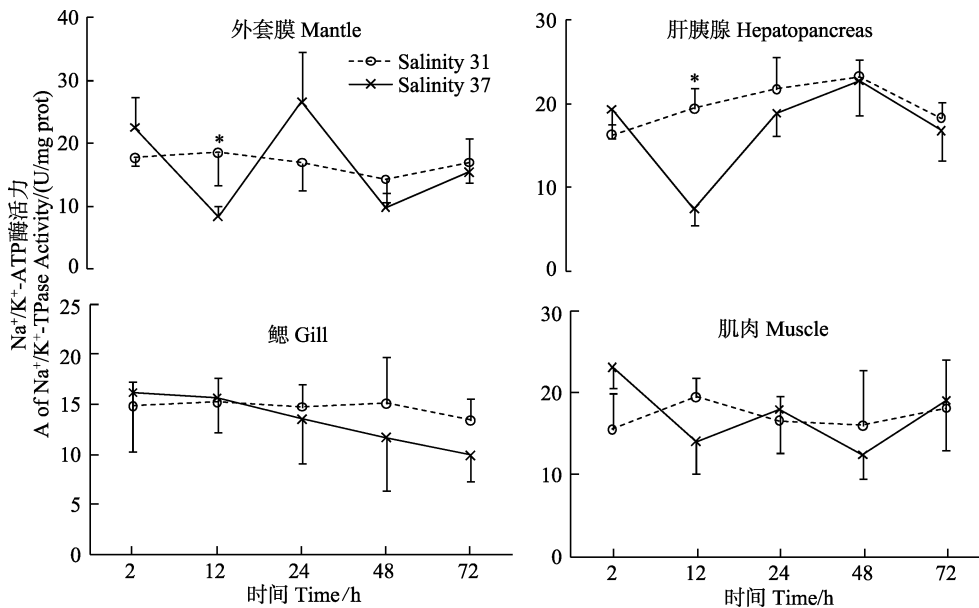 Na⁺/K⁺-ATP酶活力
A of Na⁺/K⁺-TPase Activity/(U/mg prot)
外套膜 Mantle
Salinity 31
Salinity 37
40
30
20
10
0
*
肝胰腺 Hepatopancreas
30
20
10
0
*
鳃 Gill
25
20
15
10
5
0
2 12 24 48 72
时间 Time/h
肌肉 Muscle
30
20
10
0
2 12 24 48 72
时间 Time/h